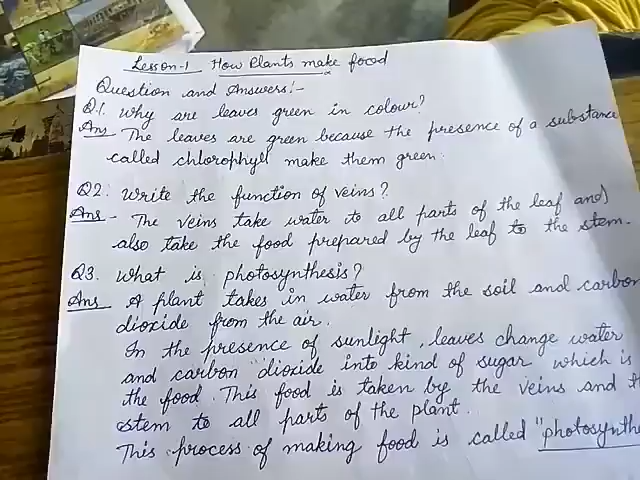 Lesson-1 How Plants make food
Question and Answers:-
Q.1. Why are leaves green in colour?
Ans The leaves are green because the presence of a substance
called chlorophyll make them green.
Q2. Write the function of veins?
Ans - The veins take water to all parts of the leaf and
also take the food prepared by the leaf to the stem.
Q3. What is photosynthesis?
Ans A plant takes in water from the soil and carbon
dioxide from the air.
In the presence of sunlight, leaves change water
and carbon dioxide into kind of sugar which is
the food. This food is taken by the veins and
stem to all parts of the plant.
This process of making food is called "photosynthe